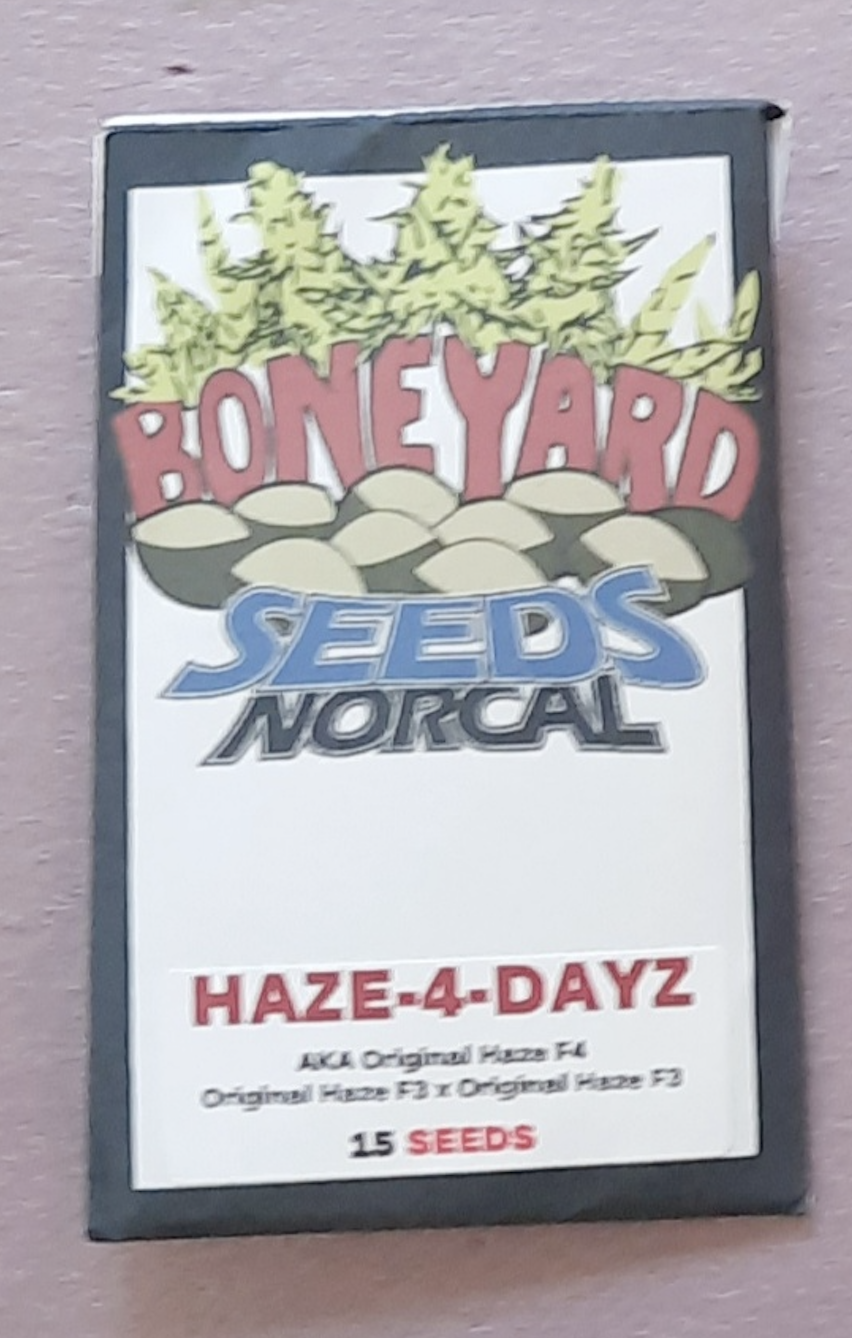 BONEYARD
SEEDS
NORCAL
HAZE-4-DAYZ
AKA Original Haze F4
Original Haze F3 x Original Haze F3
15 SEEDS